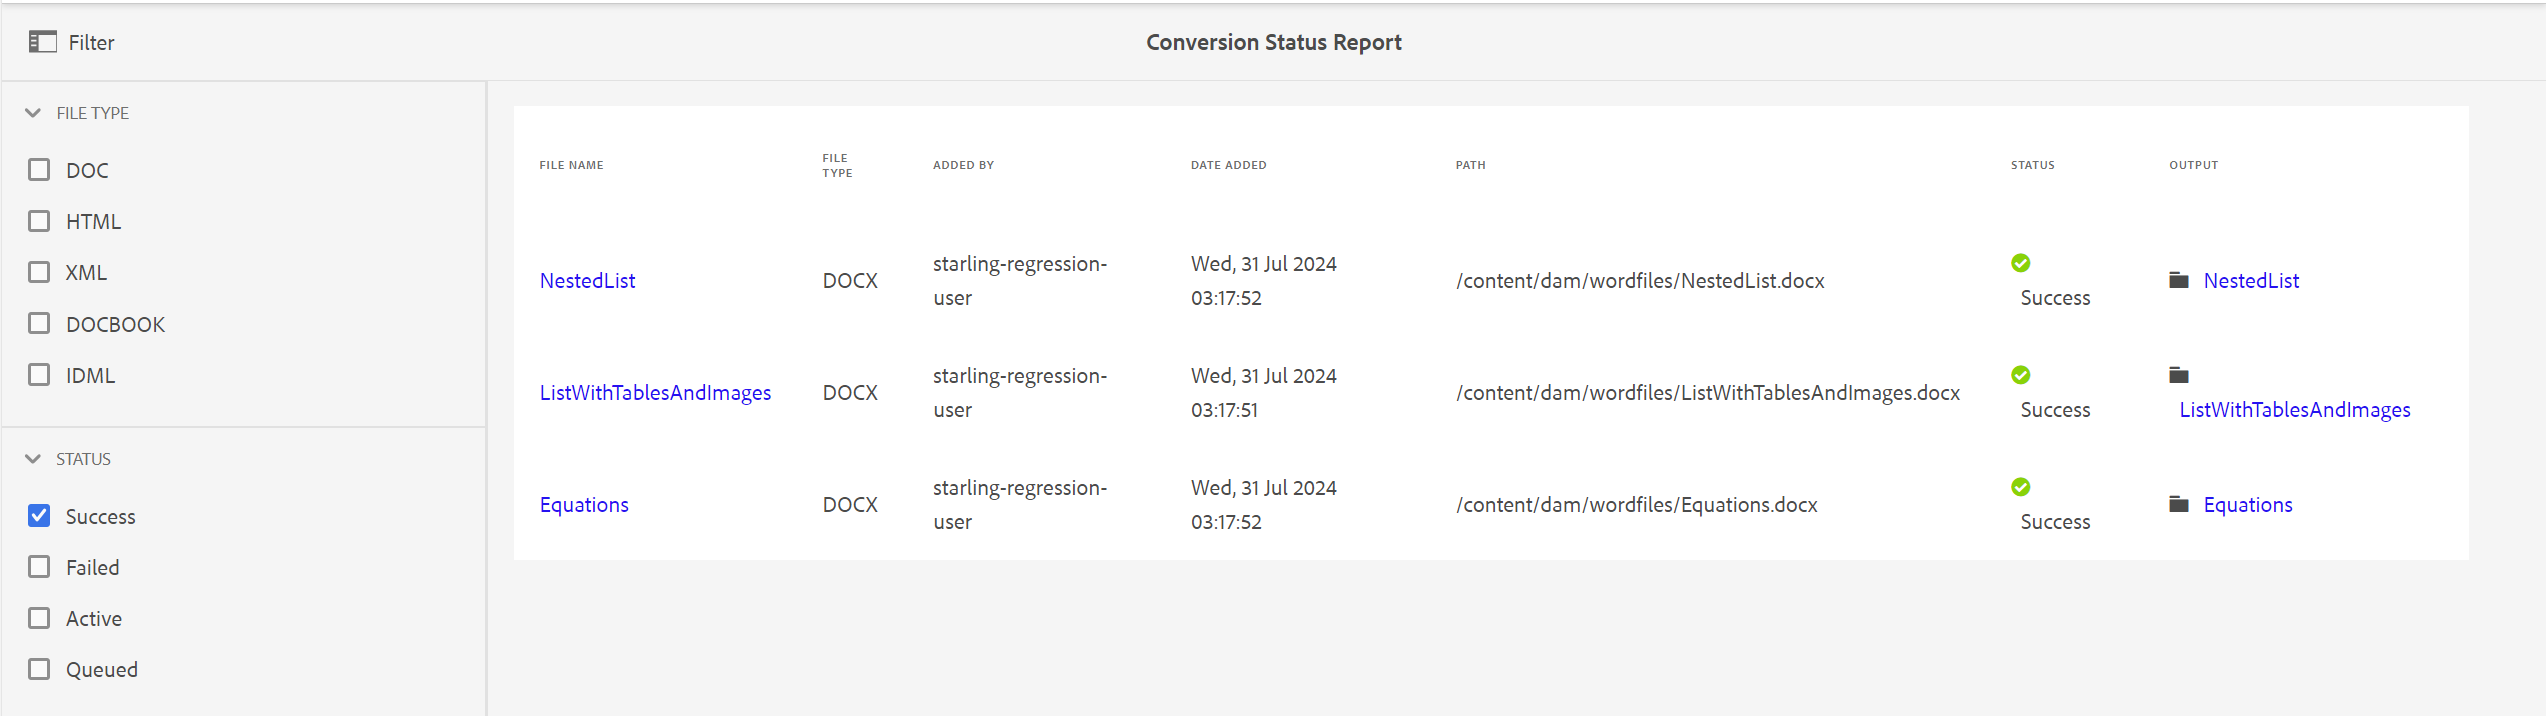 Filter
Conversion Status Report
FILE TYPE
DOC
HTML
XML
DOCBOOK
IDML
STATUS
Success
Failed
Active
Queued
FILE NAME
FILE
TYPE
ADDED BY
DATE ADDED
PATH
STATUS
OUTPUT
NestedList
DOCX
starling-regression-
user
Wed, 31 Jul 2024
03:17:52
/content/dam/wordfiles/NestedList.docx
Success
NestedList
ListWithTablesAndImages
DOCX
starling-regression-
user
Wed, 31 Jul 2024
03:17:51
/content/dam/wordfiles/ListWithTablesAndImages.docx
Success
ListWithTablesAndImages
Equations
DOCX
starling-regression-
user
Wed, 31 Jul 2024
03:17:52
/content/dam/wordfiles/Equations.docx
Success
Equations